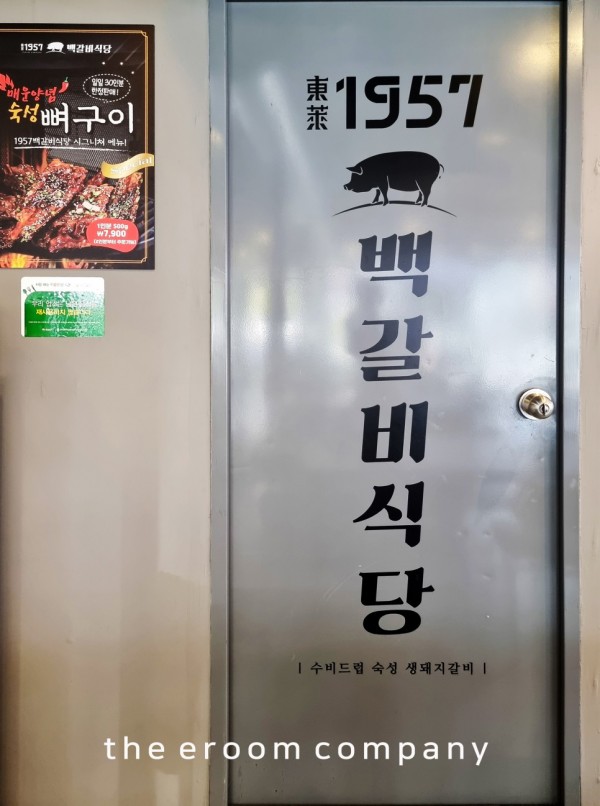 1957 백갈비식당
매운양념
일일 30인분
한정판매!
숙성뼈구이
1957백갈비식당 시그니처 메뉴!
1인분 500g
₩7,900
東萊 1957
백갈비식당
| 수비드럽 숙성 생돼지갈비 |
the eroom company